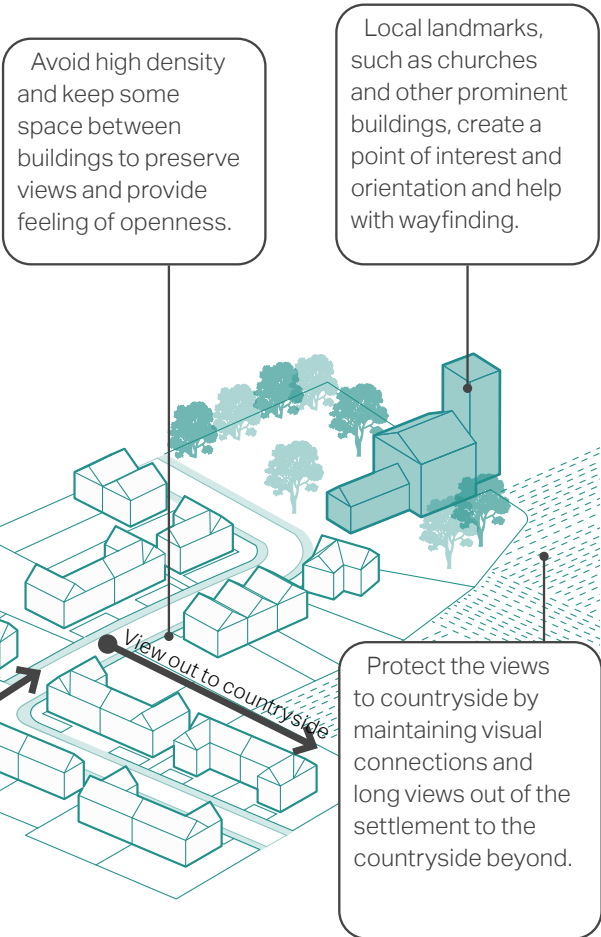 Avoid high density
and keep some
space between
buildings to preserve
views and provide
feeling of openness.
Local landmarks,
such as churches
and other prominent
buildings, create a
point of interest and
orientation and help
with wayfinding.
View out to countryside
Protect the views
to countryside by
maintaining visual
connections and
long views out of the
settlement to the
countryside beyond.